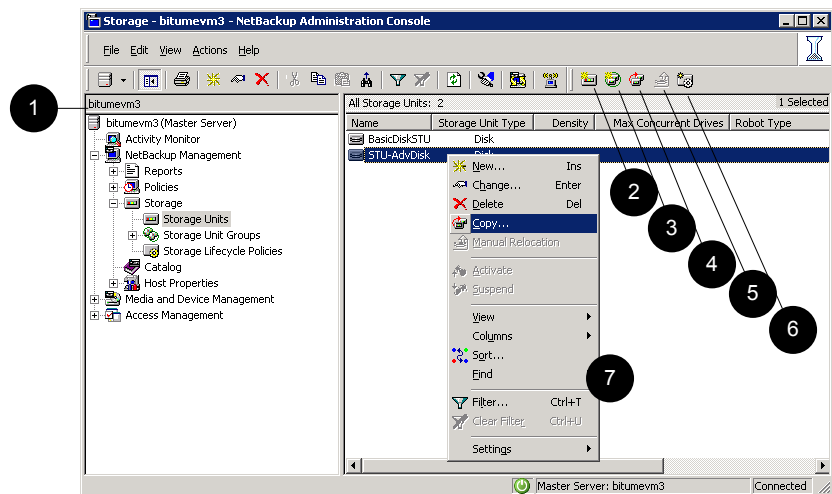 Storage - bitumevm3 - NetBackup Administration Console
File Edit View Actions Help
1
bitumevm3
All Storage Units: 2
1 Selected
bitumevm3 (Master Server)
Activity Monitor
NetBackup Management
Reports
Policies
Storage
Storage Units
Storage Unit Groups
Storage Lifecycle Policies
Catalog
Host Properties
Media and Device Management
Access Management
Name Storage Unit Type Density Max Concurrent Drives Robot Type
BasicDiskSTU Disk
STU-AdvDisk Disk
New... Ins
Change... Enter
Delete Del
Copy...
Manual Relocation
Activate
Suspend
View
Columns
Sort...
Find
Filter... Ctrl+T
Clear Filter Ctrl+U
Settings
2
3
4
5
6
7
Master Server: bitumevm3
Connected